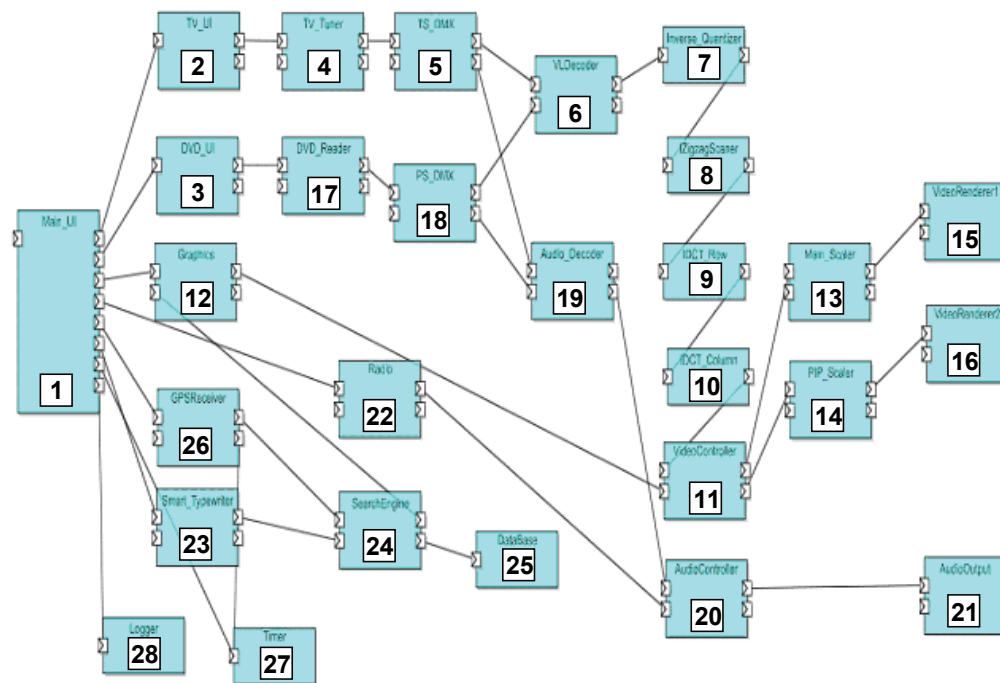 TV_UI
2
TV_Tuner
4
TS_DMX
5
VLDecoder
6
Inverse_Quantizer
7
DVD_UI
3
DVD_Reader
17
PS_DMX
18
IZigzagScaner
8
Main_UI
1
Graphics
12
Audio_Decoder
19
IDCT_Row
9
Main_Scaler
13
VideoRenderer1
15
VideoRenderer2
16
Radio
22
IDCT_Column
10
PIP_Scaler
14
GPSReceiver
26
VideoController
11
Smart_Typewriter
23
SearchEngine
24
DataBase
25
AudioController
20
AudioOutput
21
Logger
28
Timer
27